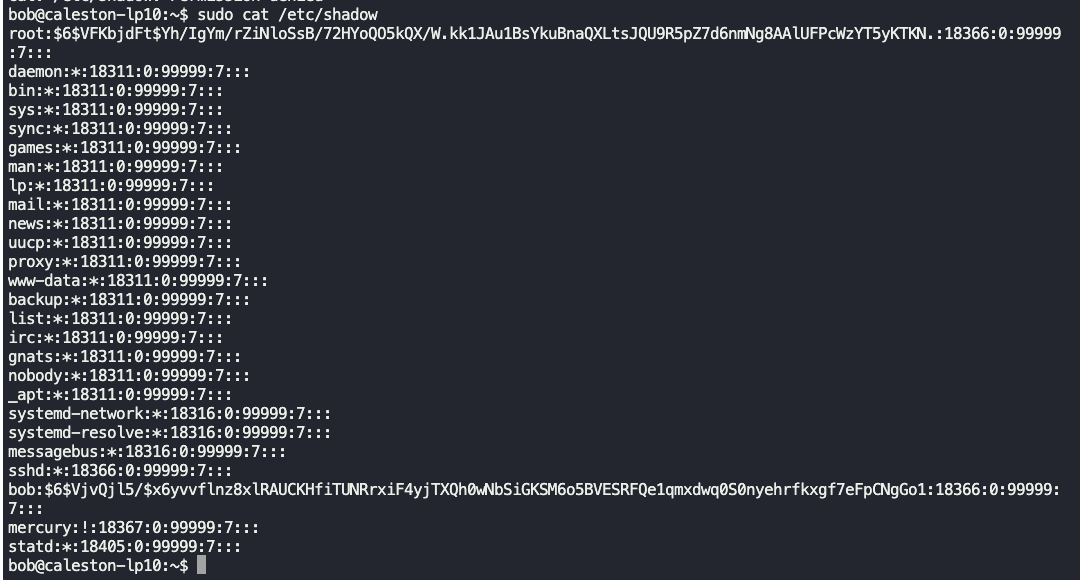 bob@caleston-lp10:~$ sudo cat /etc/shadow
root:$6$VFKbjdFt$Yh/IgYm/rZiNloSsB/72HYoQO5kQX/W.kk1JAu1BsYkuBnaQXLtsJQU9R5pZ7d6nmNg8AAlUFPcWzYT5yKTKN.:18366:0:99999
:7:::
daemon:*:18311:0:99999:7:::
bin:*:18311:0:99999:7:::
sys:*:18311:0:99999:7:::
sync:*:18311:0:99999:7:::
games:*:18311:0:99999:7:::
man:*:18311:0:99999:7:::
lp:*:18311:0:99999:7:::
mail:*:18311:0:99999:7:::
news:*:18311:0:99999:7:::
uucp:*:18311:0:99999:7:::
proxy:*:18311:0:99999:7:::
www-data:*:18311:0:99999:7:::
backup:*:18311:0:99999:7:::
list:*:18311:0:99999:7:::
irc:*:18311:0:99999:7:::
gnats:*:18311:0:99999:7:::
nobody:*:18311:0:99999:7:::
_apt:*:18311:0:99999:7:::
systemd-network:*:18316:0:99999:7:::
systemd-resolve:*:18316:0:99999:7:::
messagebus:*:18316:0:99999:7:::
sshd:*:18366:0:99999:7:::
bob:$6$VjvQjl5/$x6yvvflnz8xlRAUCKHfiTUNRrxiF4yjTXQh0wNbSiGKSM6o5BVESRFQe1qmxdwq0S0nyehrfkxgf7eFpCNgGo1:18366:0:99999:
7:::
mercury:!:18367:0:99999:7:::
statd:*:18405:0:99999:7:::
bob@caleston-lp10:~$